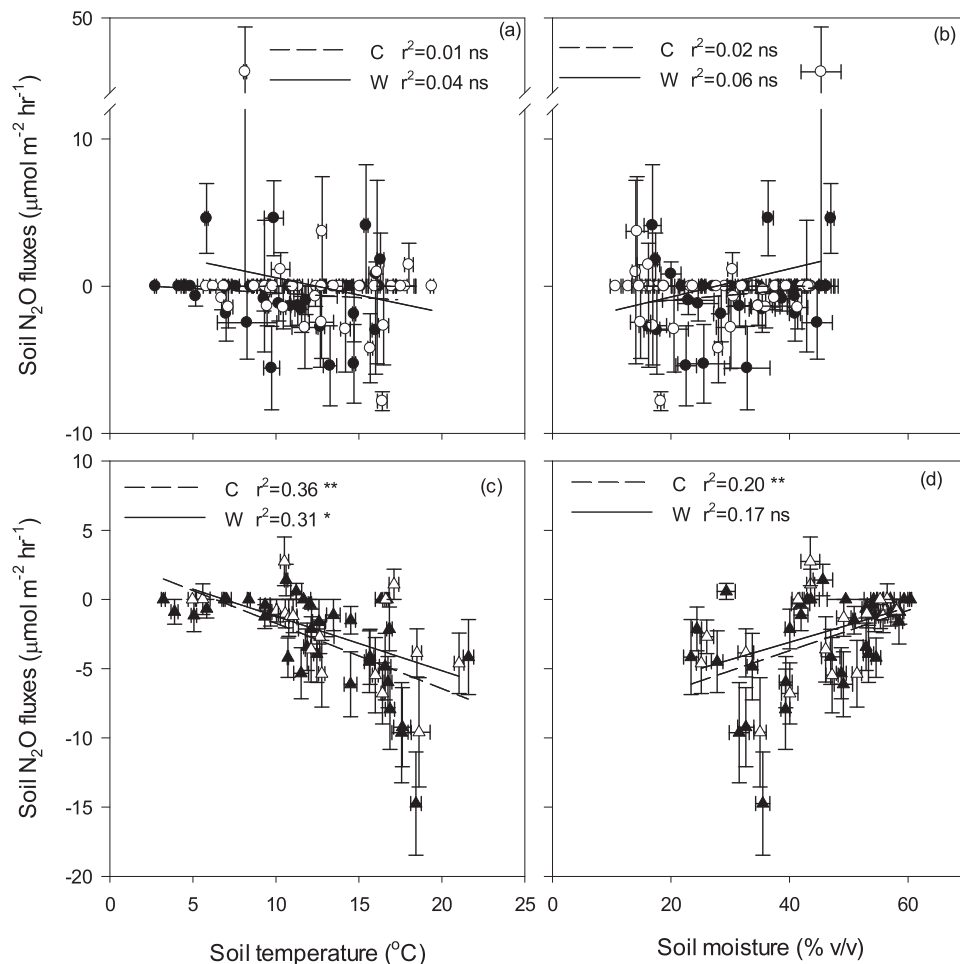 50
(a)
(b)
C r²=0.01 ns
W r²=0.04 ns
C r²=0.02 ns
W r²=0.06 ns
Soil N₂O fluxes (μmol m⁻² hr⁻¹)
10
0
-10
10
(c)
(d)
C r²=0.36 **
W r²=0.31 *
C r²=0.20 **
W r²=0.17 ns
Soil N₂O fluxes (μmol m⁻² hr⁻¹)
5
0
-5
-10
-15
-20
0 5 10 15 20 25
20 40 60
Soil temperature (°C)
Soil moisture (% v/v)